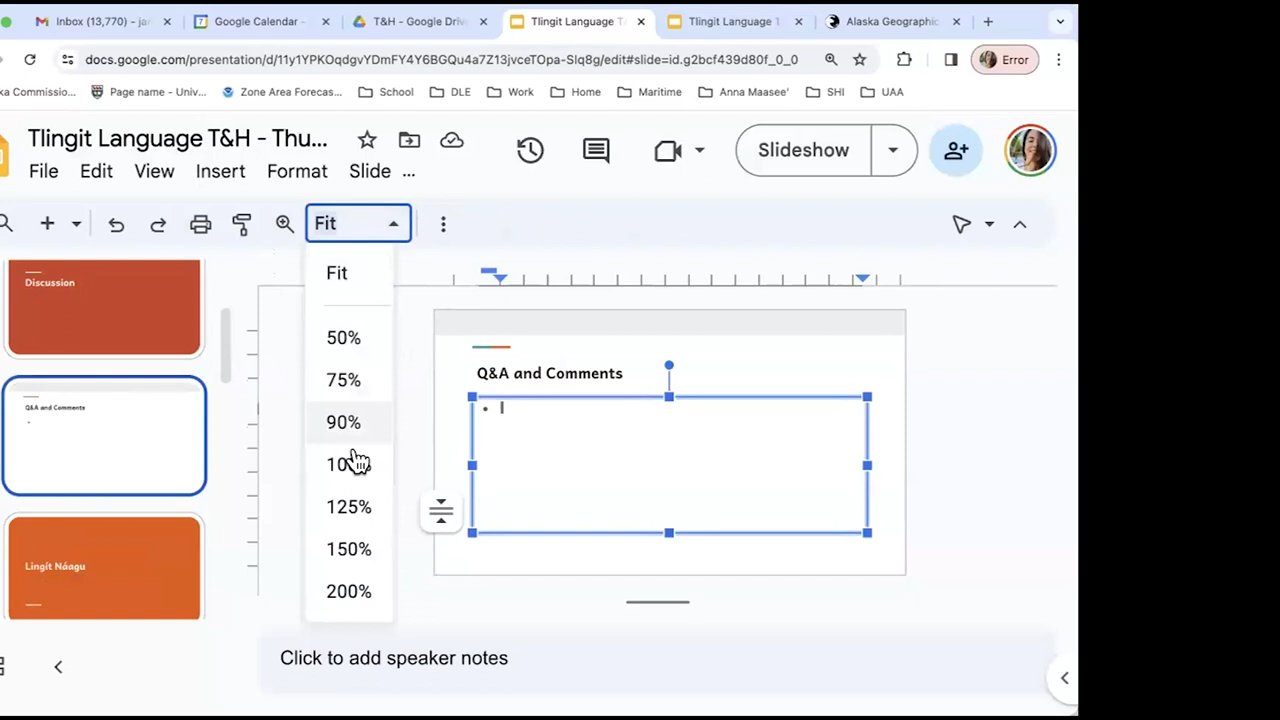 Inbox (13,770) - ja
Google Calendar -
T&H - Google Driv
Tlingit Language T
Tlingit Language T
Alaska Geographic
docs.google.com/presentation/d/11y1YPKOqdgvYDmFY4Y6BGQu4a7Z13jvceTOpa-SIq8g/edit#slide=id.g2bcf439d80f_0_0
Error
ka Commissio...
Page name - Univ...
Zone Area Forecas...
School
DLE
Work
Home
Maritime
Anna Maasee'
SHI
UAA
Tlingit Language T&H - Thu...
File Edit View Insert Format Slide ...
Slideshow
Fit
Fit
50%
75%
90%
125%
150%
200%
Discussion
Q&A and Comments
Lingít Náagu
Q&A and Comments
Click to add speaker notes